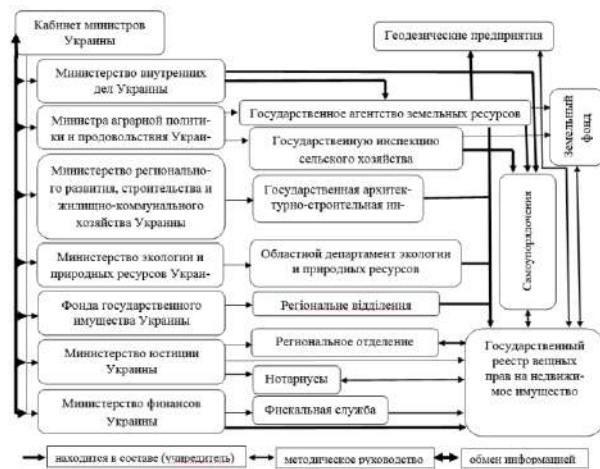 Кабинет министров
Украины
Геодезические предприятия
Министерство внутренних
дел Украины
Государственное агентство земельных ресурсов
Министра аграрной полити-
ки и продовольствия Украи-
Государственную инспекцию
сельского хозяйства
Земельный
фонд
Министерство регионально-
го развития, строительства и
жилищно-коммунального
хозяйства Украины
Государственная архитек-
турно-строительная ин-
Самоупорядочения
Министерство экологии и
природных ресурсов Украи-
Областной департамент экологии
и природных ресурсов
Фонда государственного
имущества Украины
Регіональне відділення
Министерство юстиции
Украины
Региональное отделение
Нотариусы
Государственный
реестр вещных
прав на недвижи-
мое имущество
Министерство финансов
Украины
Фискальная служба
находится в составе (учредитель)
методическое руководство
обмен информацией